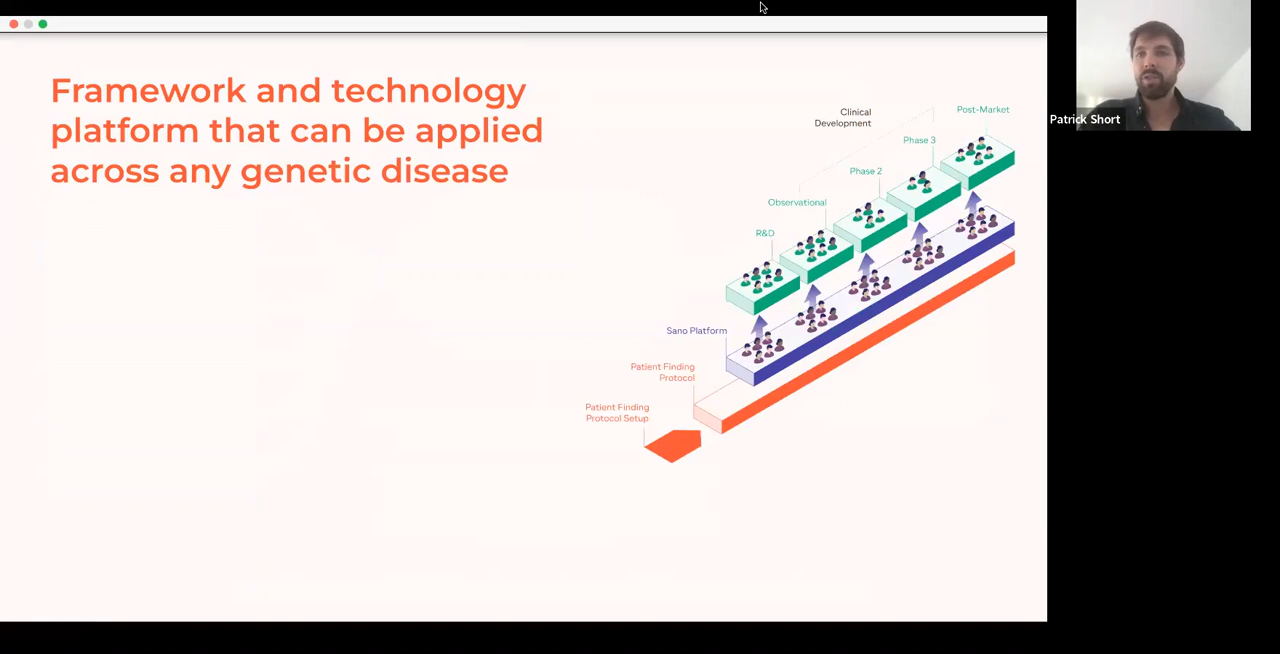 Framework and technology
platform that can be applied
across any genetic disease
Clinical
Development
Post-Market
Phase 3
Phase 2
Observational
R&D
Sano Platform
Patient Finding
Protocol
Patient Finding
Protocol Setup
Patrick Short